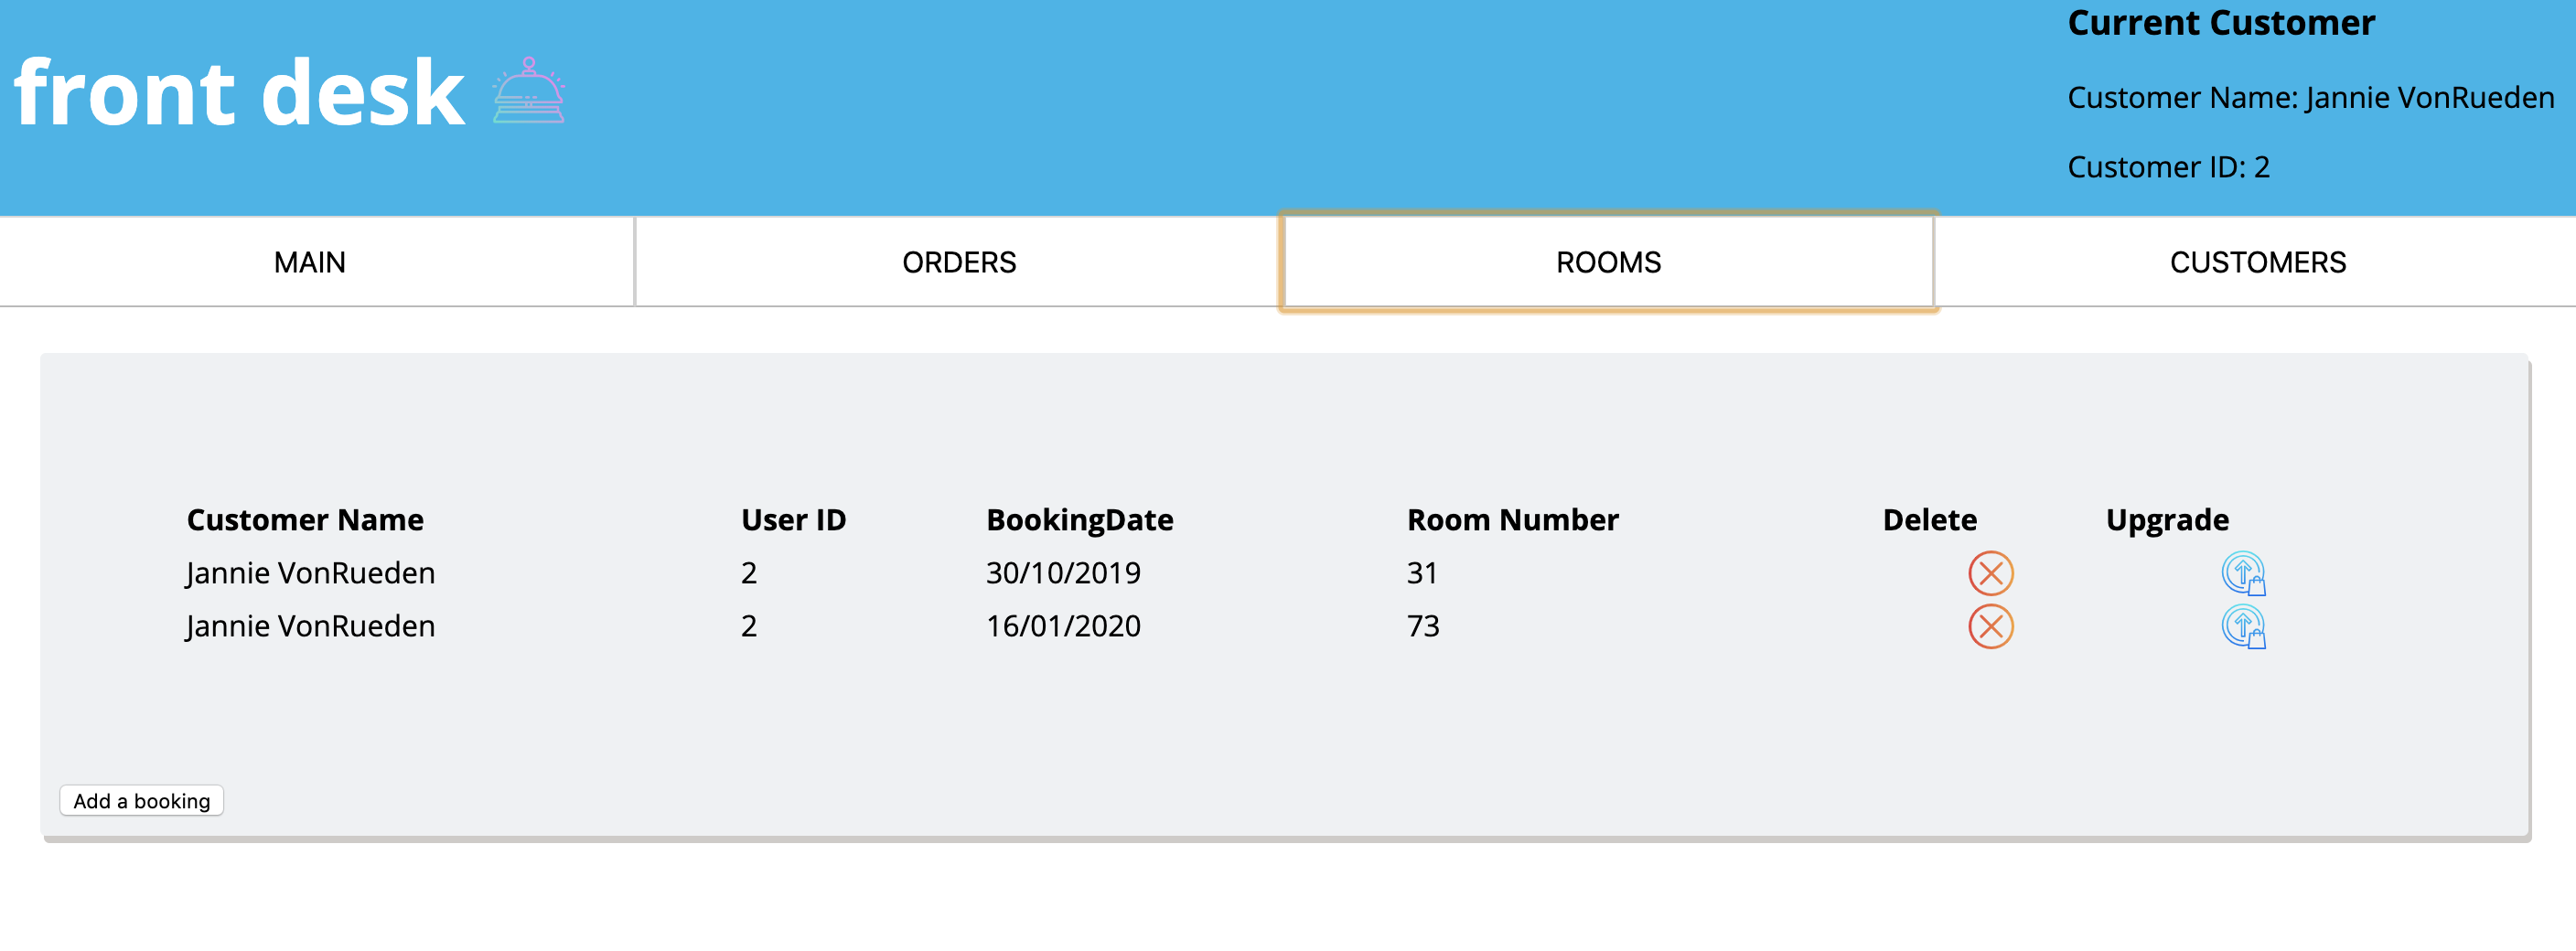 front desk
Current Customer
Customer Name: Jannie VonRueden
Customer ID: 2
MAIN ORDERS ROOMS CUSTOMERS
Customer Name User ID BookingDate Room Number Delete Upgrade
Jannie VonRueden 2 30/10/2019 31
Jannie VonRueden 2 16/01/2020 73
Add a booking